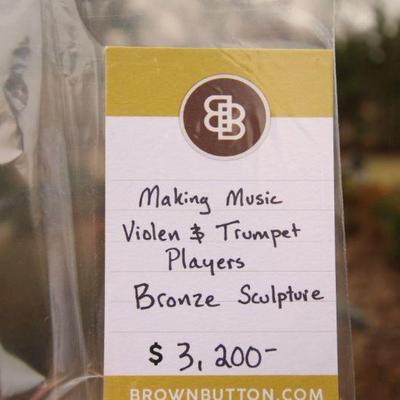 BB
Making Music
Violen & Trumpet
Players
Bronze Sculpture
$ 3,200-
BROWNBUTTON.COM